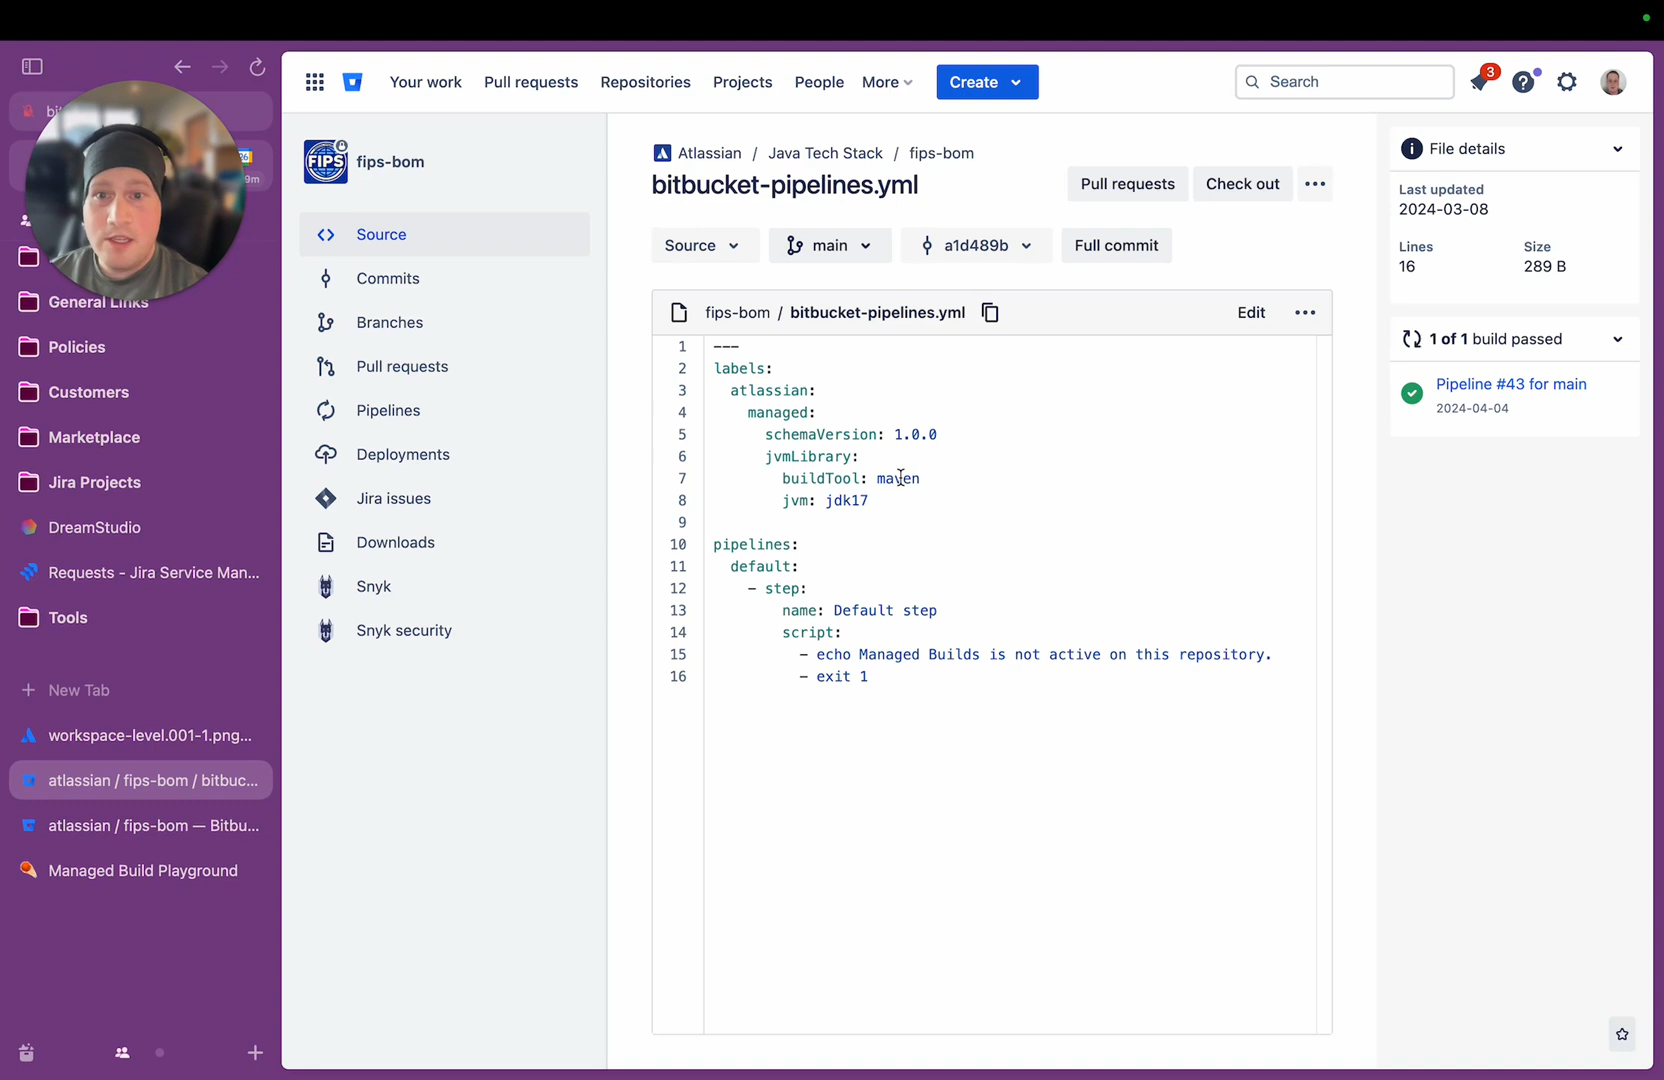 General Links
Policies
Customers
Marketplace
Jira Projects
DreamStudio
Requests - Jira Service Man...
Tools
New Tab
workspace-level.001-1.png...
atlassian / fips-bom / bitbuc...
atlassian / fips-bom — Bitbu...
Managed Build Playground
Your work
Pull requests
Repositories
Projects
People
More
Create
Search
3
FIPS
fips-bom
Source
Commits
Branches
Pull requests
Pipelines
Deployments
Jira issues
Downloads
Snyk
Snyk security
Atlassian / Java Tech Stack / fips-bom
bitbucket-pipelines.yml
Pull requests
Check out
Source
main
a1d489b
Full commit
fips-bom / bitbucket-pipelines.yml
Edit
1 ---
2 labels:
3 atlassian:
4 managed:
5 schemaVersion: 1.0.0
6 jvmLibrary:
7 buildTool: maven
8 jvm: jdk17
9
10 pipelines:
11 default:
12 - step:
13 name: Default step
14 script:
15 - echo Managed Builds is not active on this repository.
16 - exit 1
File details
Last updated
2024-03-08
Lines Size
16 289 B
1 of 1 build passed
Pipeline #43 for main
2024-04-04